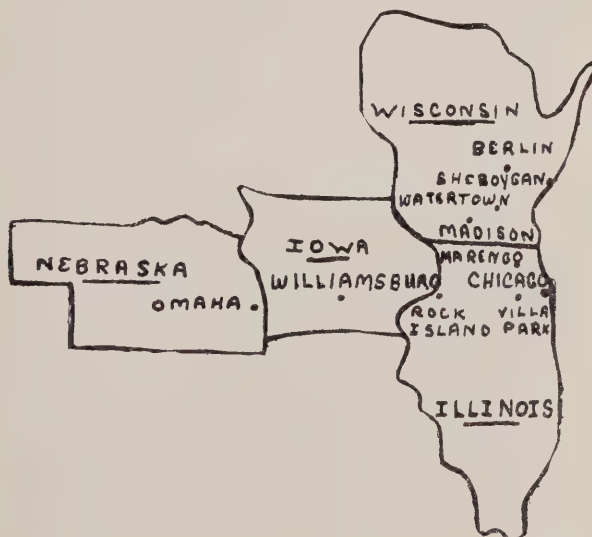 WISCONSIN
BERLIN
SHEBOYGAN
WATERTOWN
MADISON
IOWA
MARENGO
NEBRASKA
WILLIAMSBURG
CHICAGO
OMAHA
ROCK ISLAND
VILLA PARK
ILLINOIS